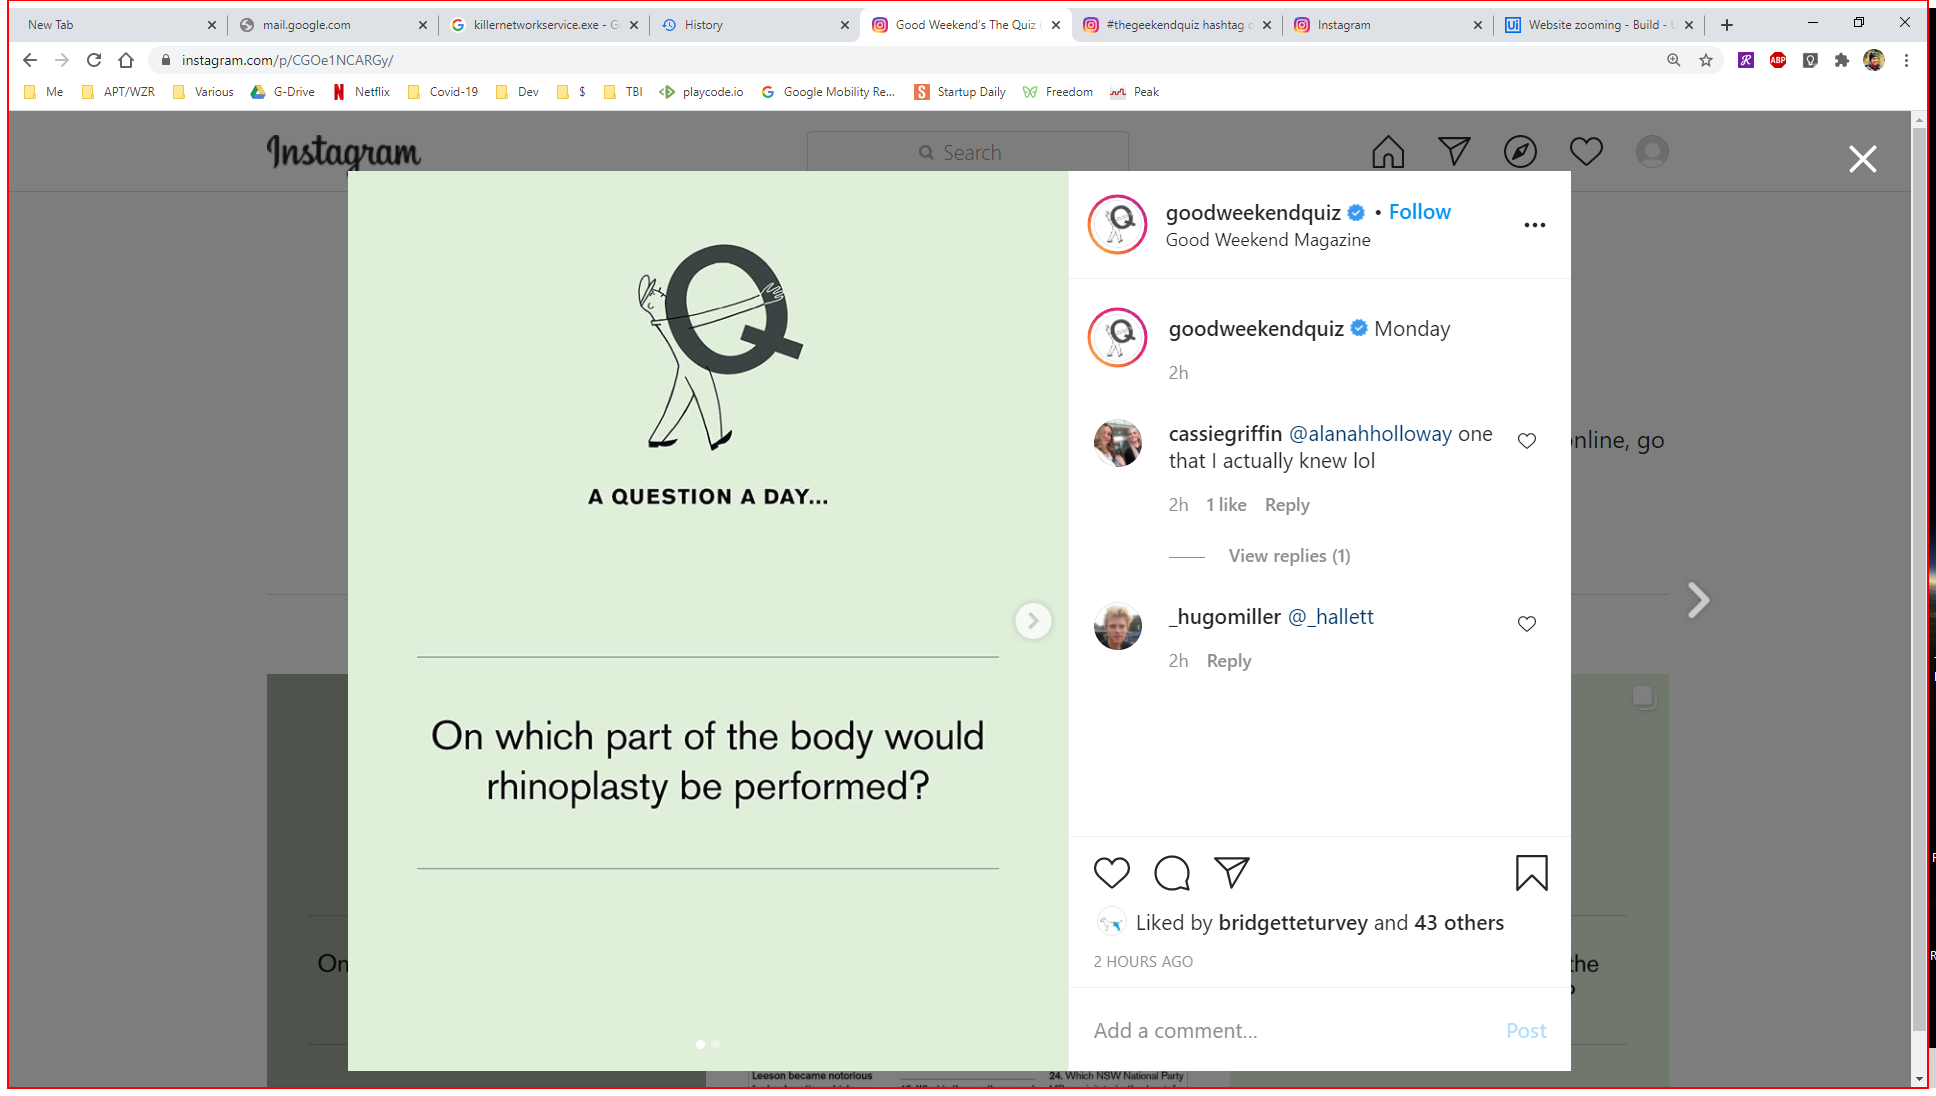 New Tab
mail.google.com
killernetworkservice.exe - G
History
Good Weekend's The Quiz
#thegeekendquiz hashtag
Instagram
Website zooming - Build -
instagram.com/p/CGOe1NCARGy/
ABP
Me
APT/WZR
Various
G-Drive
Netflix
Covid-19
Dev
$
TBI
playcode.io
Google Mobility Re...
Startup Daily
Freedom
Peak
Instagram
Search
goodweekendquiz • Follow
Good Weekend Magazine
goodweekendquiz Monday
2h
cassiegriffin @alanahholloway one
that I actually knew lol
2h 1 like Reply
View replies (1)
_hugomiller @_hallett
2h Reply
Q
A QUESTION A DAY...
On which part of the body would
rhinoplasty be performed?
Liked by bridgetteturvey and 43 others
2 HOURS AGO
Add a comment...
Post
online, go
On
the
?
Leeson became notorious
24. Which NSW National Party